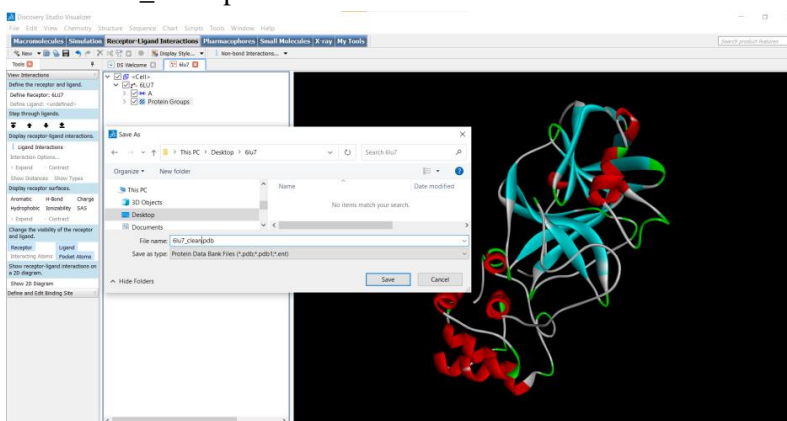 Discovery Studio Visualizer
File Edit View Chemistry Structure Sequence Chart Scripts Tools Window Help
Macromolecules Simulation Receptor-Ligand Interactions Pharmacophores Small Molecules X-ray My Tools
Search product features
New Display Style... Non-bond Interactions...
Tools
DS Welcome 6lu7
View Interactions
Define the receptor and ligand.
Define Receptor: 6LU7
Define Ligand: <undefined>
Step through ligands.
Display receptor-ligand interactions.
Ligand Interactions
Interaction Options...
Expand Contract
Show Distances Show Types
Display receptor surfaces.
Aromatic H-Bond Charge
Hydrophobic Ionizability SAS
Expand Contract
Change the visibility of the receptor
and ligand.
Receptor Ligand
Interacting Atoms Pocket Atoms
Show receptor-ligand interactions on
a 2D diagram.
Show 2D Diagram
Define and Edit Binding Site
<Cell>
6LU7
A
Protein Groups
Save As
This PC > Desktop > 6lu7
Search 6lu7
Organize New folder
This PC
3D Objects
Desktop
Documents
Name Date modified
No items match your search.
File name: 6lu7_clean.pdb
Save as type: Protein Data Bank Files (*.pdb;*.pdb1;*.ent)
Hide Folders
Save Cancel